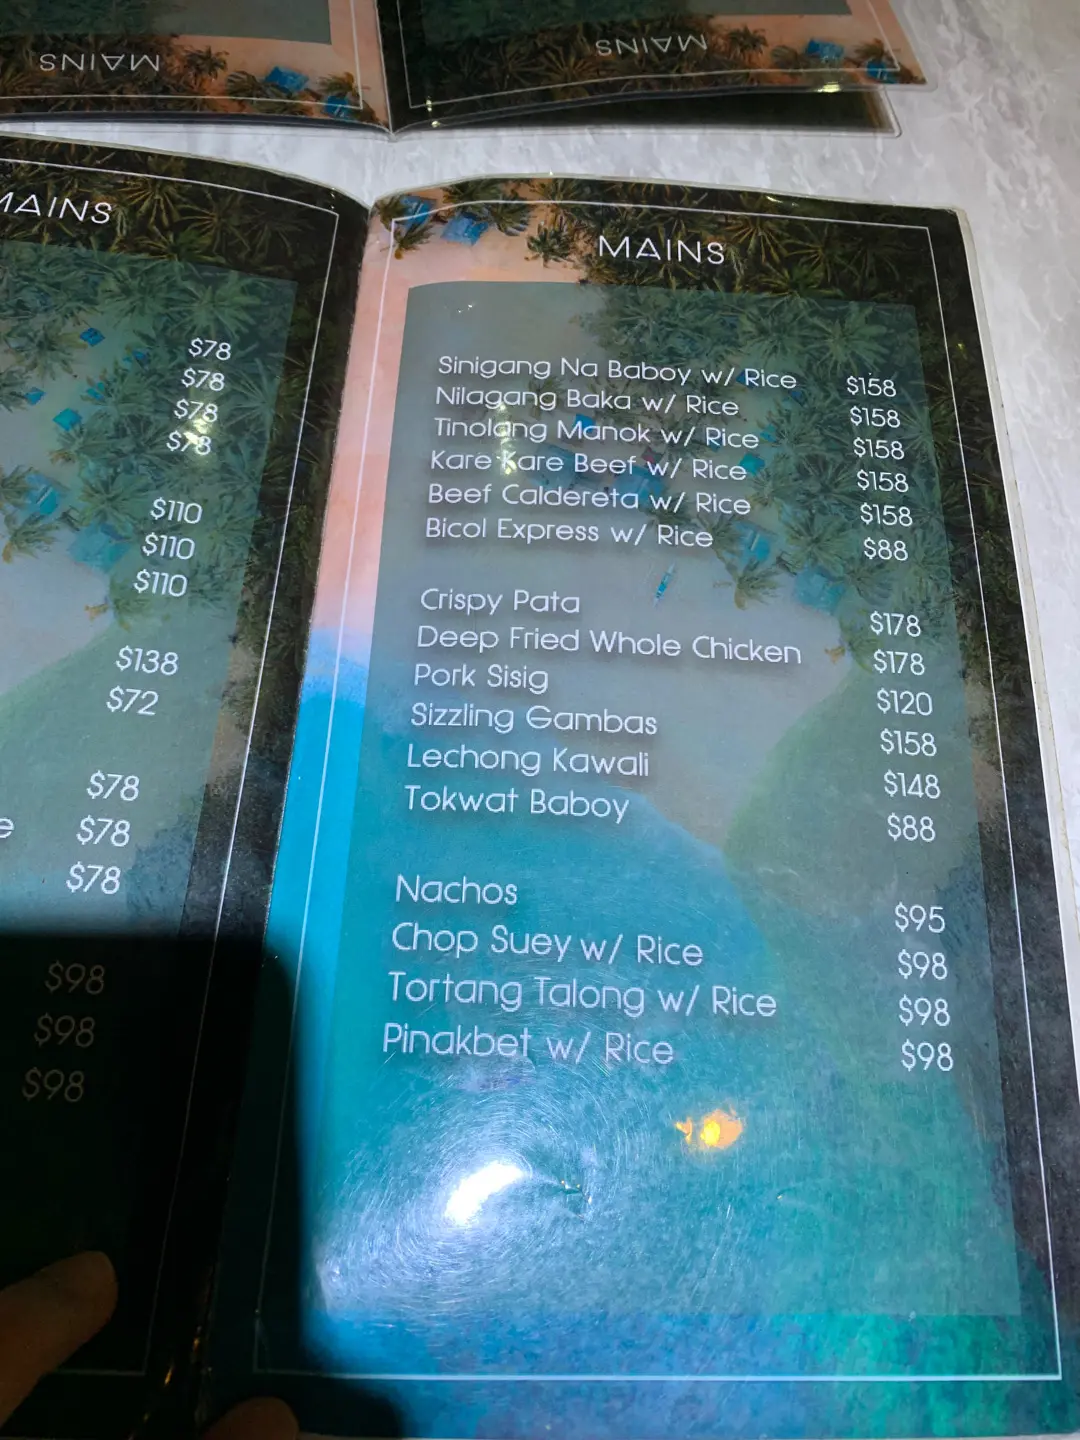 MAINS
MAINS
MAINS
$78
$78
$78
$78
$110
$110
$110
$138
$72
$78
e $78
$78
$98
$98
$98
MAINS
Sinigang Na Baboy w/ Rice $158
Nilagang Baka w/ Rice $158
Tinolang Manok w/ Rice $158
Kare Kare Beef w/ Rice $158
Beef Caldereta w/ Rice $158
Bicol Express w/ Rice $88
Crispy Pata $178
Deep Fried Whole Chicken $178
Pork Sisig $120
Sizzling Gambas $158
Lechong Kawali $148
Tokwat Baboy $88
Nachos $95
Chop Suey w/ Rice $98
Tortang Talong w/ Rice $98
Pinakbet w/ Rice $98